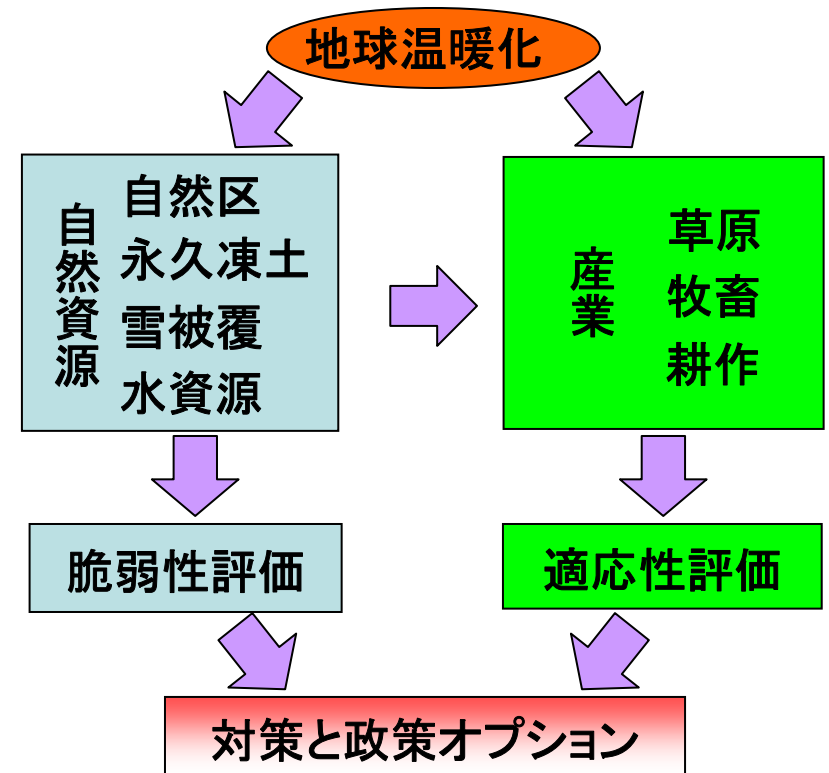 地球温暖化
自然資源
自然区
永久凍土
雪被覆
水資源
産業
草原
牧畜
耕作
脆弱性評価
適応性評価
対策と政策オプション